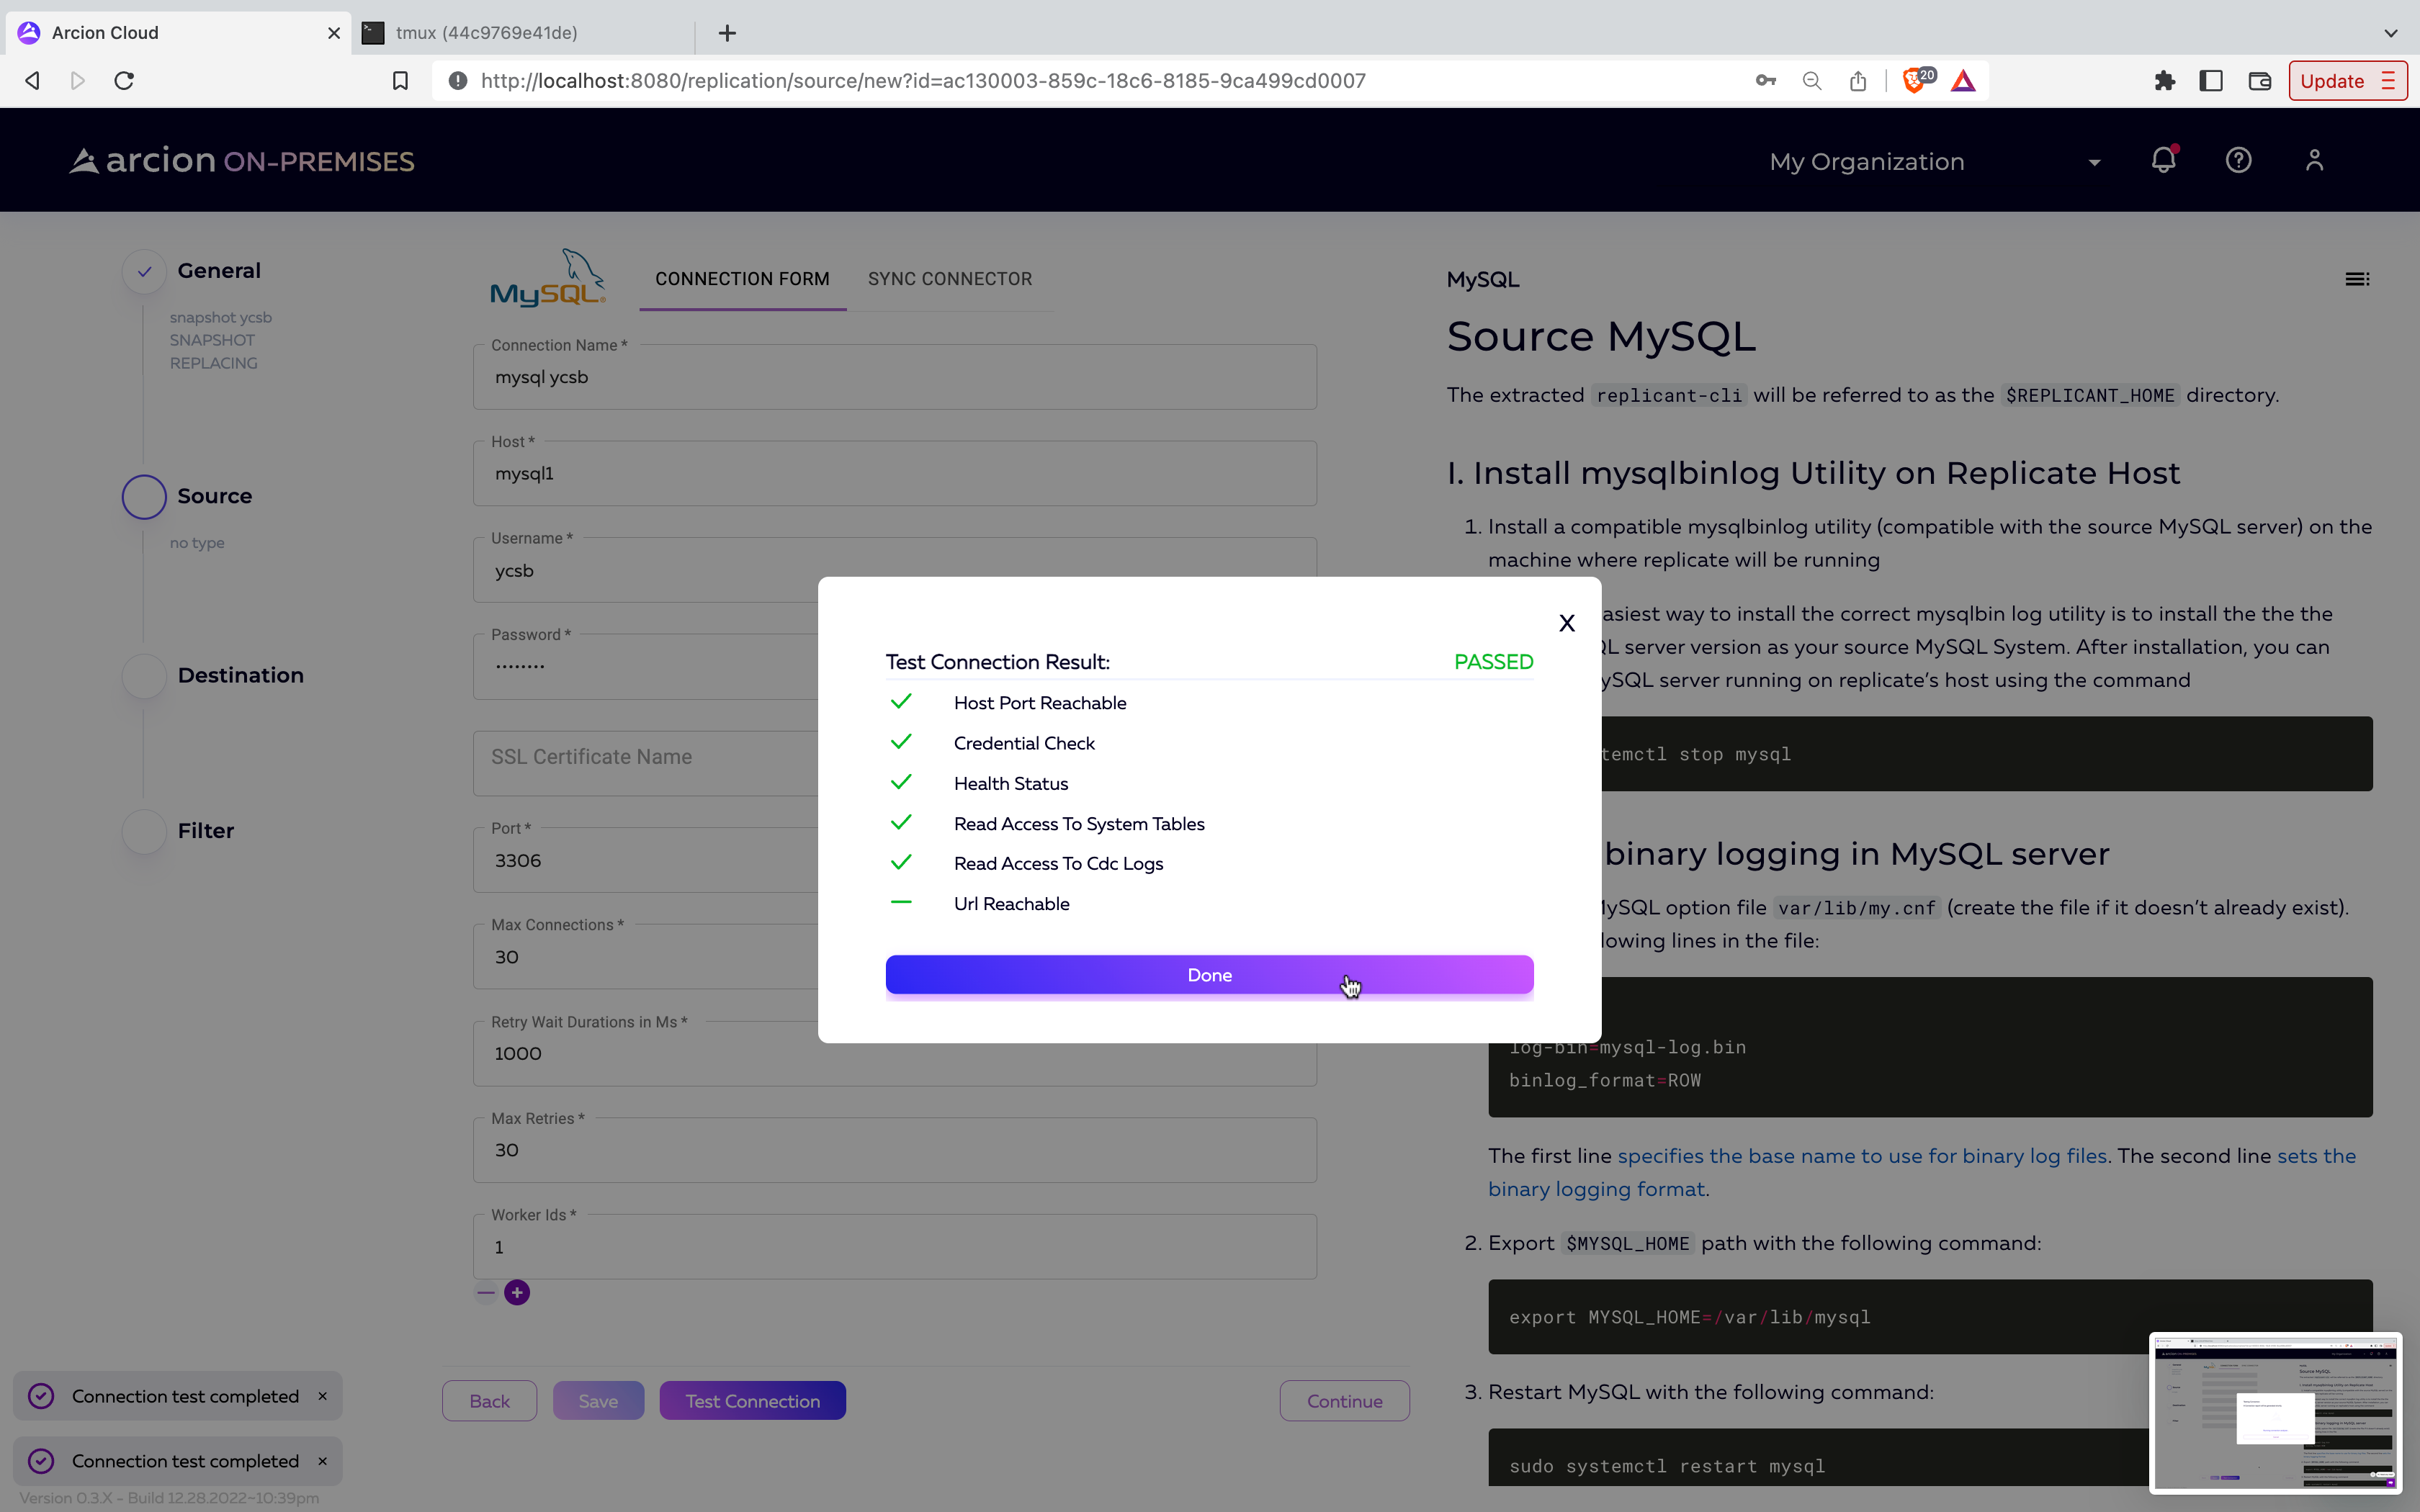 Arcion Cloud
tmux (44c9769e41de)
http://localhost:8080/replication/source/new?id=ac130003-859c-18c6-8185-9ca499cd0007
20
Update
arcion ON-PREMISES
My Organization
General
snapshot ycsb
SNAPSHOT
REPLACING
Source
no type
Destination
Filter
MySQL
CONNECTION FORM
SYNC CONNECTOR
Connection Name *
mysql ycsb
Host *
mysql1
Username *
ycsb
Password *
••••••••
SSL Certificate Name
Port *
3306
Max Connections *
30
Retry Wait Durations in Ms *
1000
Max Retries *
30
Worker Ids *
1
Back
Save
Test Connection
Continue
X
Test Connection Result:
PASSED
Host Port Reachable
Credential Check
Health Status
Read Access To System Tables
Read Access To Cdc Logs
Url Reachable
Done
MySQL
Source MySQL
The extracted replicant-cli will be referred to as the $REPLICANT_HOME directory.
I. Install mysqlbinlog Utility on Replicate Host
1. Install a compatible mysqlbinlog utility (compatible with the source MySQL server) on the
machine where replicate will be running
asiest way to install the correct mysqlbin log utility is to install the the the
QL server version as your source MySQL System. After installation, you can
ySQL server running on replicate's host using the command
temctl stop mysql
binary logging in MySQL server
MySQL option file var/lib/my.cnf (create the file if it doesn't already exist).
lowing lines in the file:
log-bin=mysql-log.bin
binlog_format=ROW
The first line specifies the base name to use for binary log files. The second line sets the
binary logging format.
2. Export $MYSQL_HOME path with the following command:
export MYSQL_HOME=/var/lib/mysql
3. Restart MySQL with the following command:
sudo systemctl restart mysql
Connection test completed ×
Connection test completed ×
Version 0.3.X - Build 12.28.2022~10:39pm